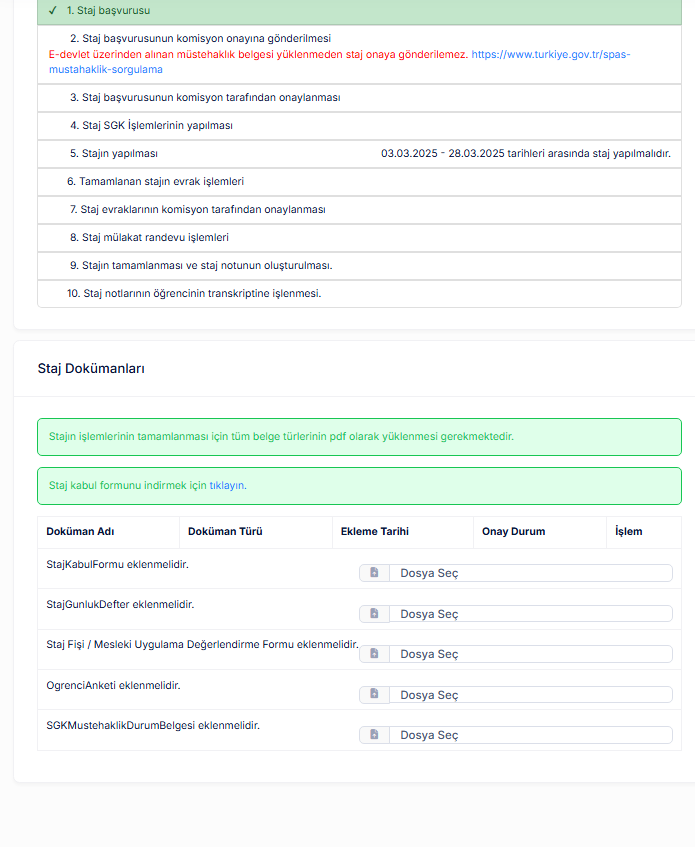 1. Staj başvurusu
2. Staj başvurusunun komisyon onayına gönderilmesi
E-devlet üzerinden alınan müstehaklık belgesi yüklenmeden staj onaya gönderilemez. https://www.turkiye.gov.tr/spas-
mustahaklik-sorgulama
3. Staj başvurusunun komisyon tarafından onaylanması
4. Staj SGK İşlemlerinin yapılması
5. Stajın yapılması 03.03.2025 - 28.03.2025 tarihleri arasında staj yapılmalıdır.
6. Tamamlanan stajın evrak işlemleri
7. Staj evraklarının komisyon tarafından onaylanması
8. Staj mülakat randevu işlemleri
9. Stajın tamamlanması ve staj notunun oluşturulması.
10. Staj notlarının öğrencinin transkriptine işlenmesi.
Staj Dokümanları
Stajın işlemlerinin tamamlanması için tüm belge türlerinin pdf olarak yüklenmesi gerekmektedir.
Staj kabul formunu indirmek için tıklayın.
Doküman Adı Doküman Türü Ekleme Tarihi Onay Durum İşlem
StajKabulFormu eklenmelidir. Dosya Seç
StajGunlukDefter eklenmelidir. Dosya Seç
Staj Fişi / Mesleki Uygulama Değerlendirme Formu eklenmelidir. Dosya Seç
OgrenciAnketi eklenmelidir. Dosya Seç
SGKMustehaklikDurumBelgesi eklenmelidir. Dosya Seç